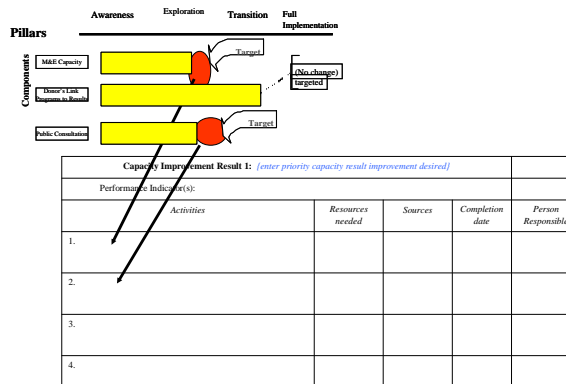 Awareness
Exploration
Transition
Full
Implementation
Pillars
Components
M&E Capacity
Target
(No change)
targeted
Donor's Link
Programs to Results
Public Consultation
Target
Capacity Improvement Result 1: [enter priority capacity result improvement desired]
Performance Indicator(s):
Activities
Resources
needed
Sources
Completion
date
Person
Responsible
1.
2.
3.
4.